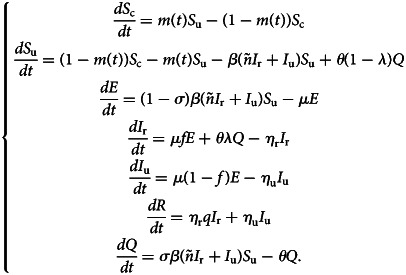 dS_c/dt = m(t)S_u − (1 − m(t))S_c
dS_u/dt = (1 − m(t))S_c − m(t)S_u − β(ñI_r + I_u)S_u + θ(1 − λ)Q
dE/dt = (1 − σ)β(ñI_r + I_u)S_u − μE
dI_r/dt = μfE + θλQ − η_rI_r
dI_u/dt = μ(1 − f)E − η_uI_u
dR/dt = η_rqI_r + η_uI_u
dQ/dt = σβ(ñI_r + I_u)S_u − θQ.